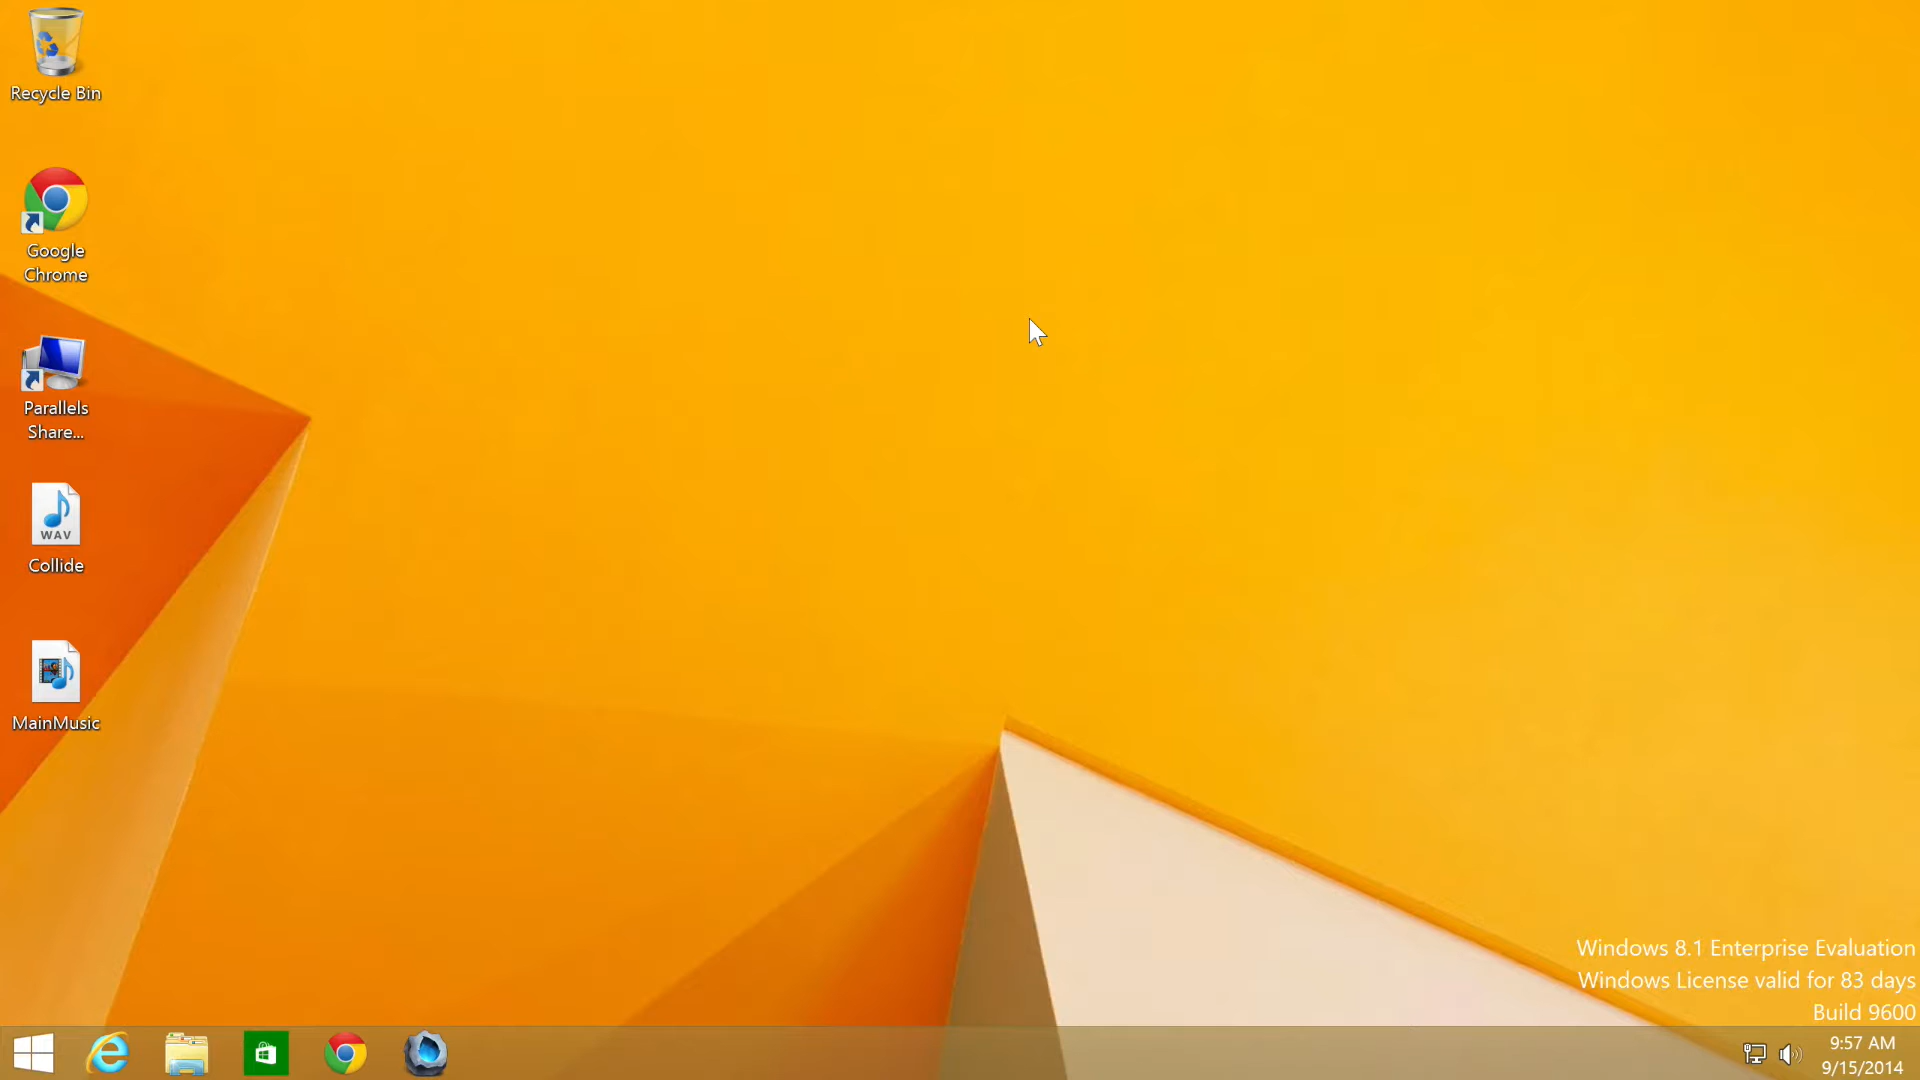 Recycle Bin
Google
Chrome
Parallels
Share...
WAV
Collide
MainMusic
Windows 8.1 Enterprise Evaluation
Windows License valid for 83 days
Build 9600
9:57 AM
9/15/2014